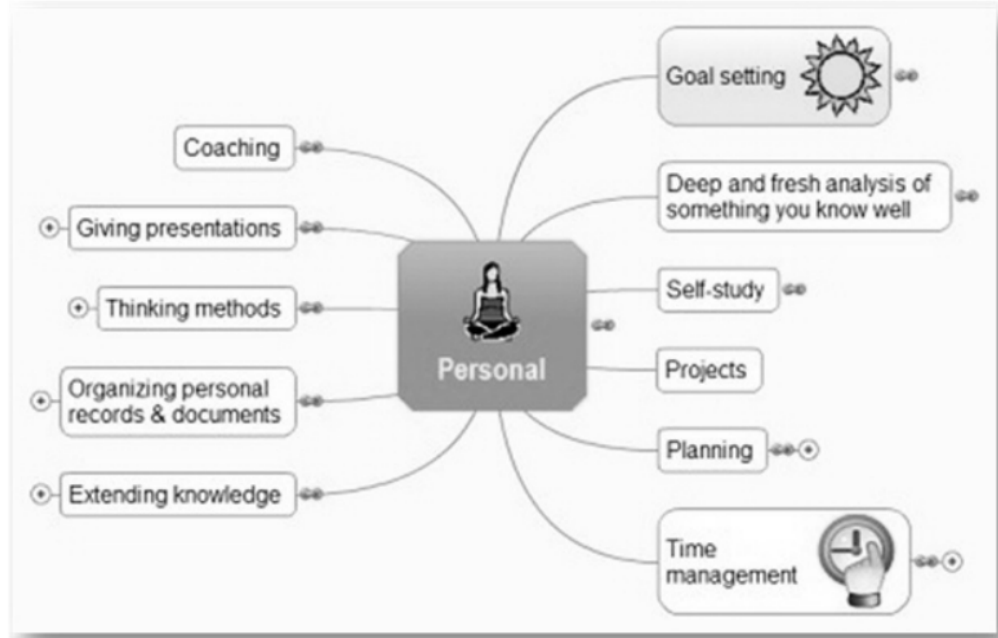 Goal setting
Coaching
Deep and fresh analysis of
something you know well
Giving presentations
Self-study
Thinking methods
Personal
Projects
Organizing personal
records & documents
Planning
Extending knowledge
Time
management